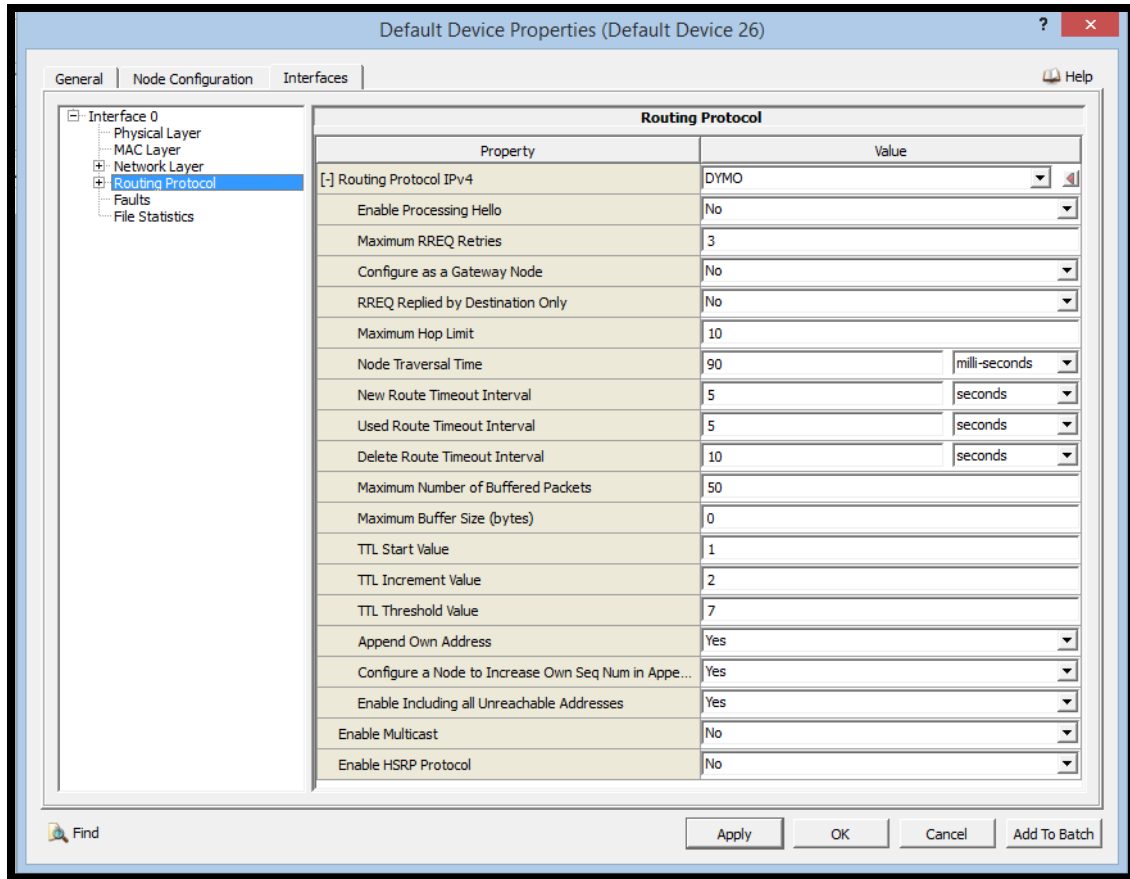 Default Device Properties (Default Device 26)
?
×
General
Node Configuration
Interfaces
Help
Interface 0
Physical Layer
MAC Layer
Network Layer
Routing Protocol
Faults
File Statistics
Routing Protocol
Property Value
[-] Routing Protocol IPv4 DYMO
Enable Processing Hello No
Maximum RREQ Retries 3
Configure as a Gateway Node No
RREQ Replied by Destination Only No
Maximum Hop Limit 10
Node Traversal Time 90 milli-seconds
New Route Timeout Interval 5 seconds
Used Route Timeout Interval 5 seconds
Delete Route Timeout Interval 10 seconds
Maximum Number of Buffered Packets 50
Maximum Buffer Size (bytes) 0
TTL Start Value 1
TTL Increment Value 2
TTL Threshold Value 7
Append Own Address Yes
Configure a Node to Increase Own Seq Num in Appe... Yes
Enable Including all Unreachable Addresses Yes
Enable Multicast No
Enable HSRP Protocol No
Find
Apply
OK
Cancel
Add To Batch